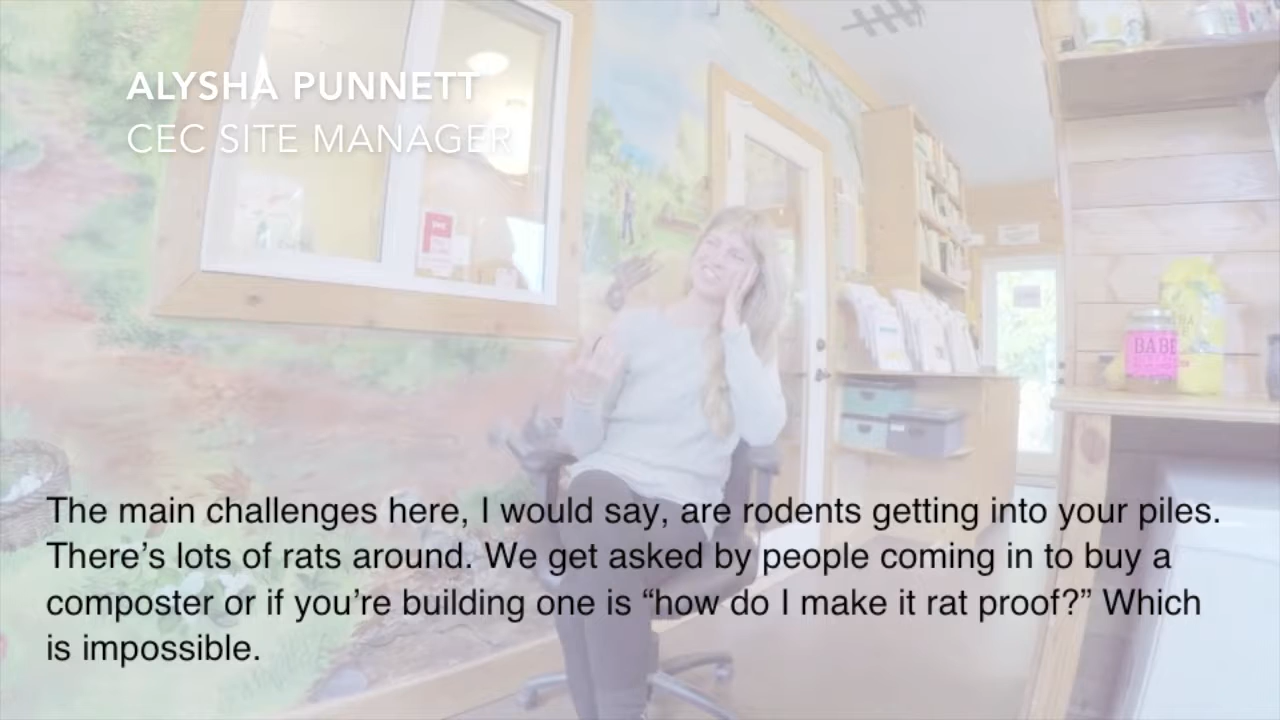 ALYSHA PUNNETT
CEC SITE MANAGER
BABE
The main challenges here, I would say, are rodents getting into your piles.
There’s lots of rats around. We get asked by people coming in to buy a
composter or if you’re building one is “how do I make it rat proof?” Which
is impossible.